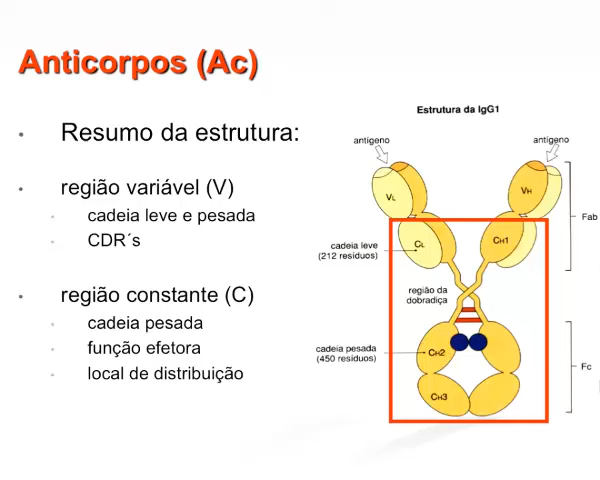 Anticorpos (Ac)
• Resumo da estrutura:
• região variável (V)
◦ cadeia leve e pesada
◦ CDR´s
• região constante (C)
◦ cadeia pesada
◦ função efetora
◦ local de distribuição
Estrutura da IgG1
antígeno
antígeno
VL
VH
Fab
cadeia leve
(212 resíduos)
CL
CH1
região da
dobradiça
cadeia pesada
(450 resíduos)
CH2
Fc
CH3